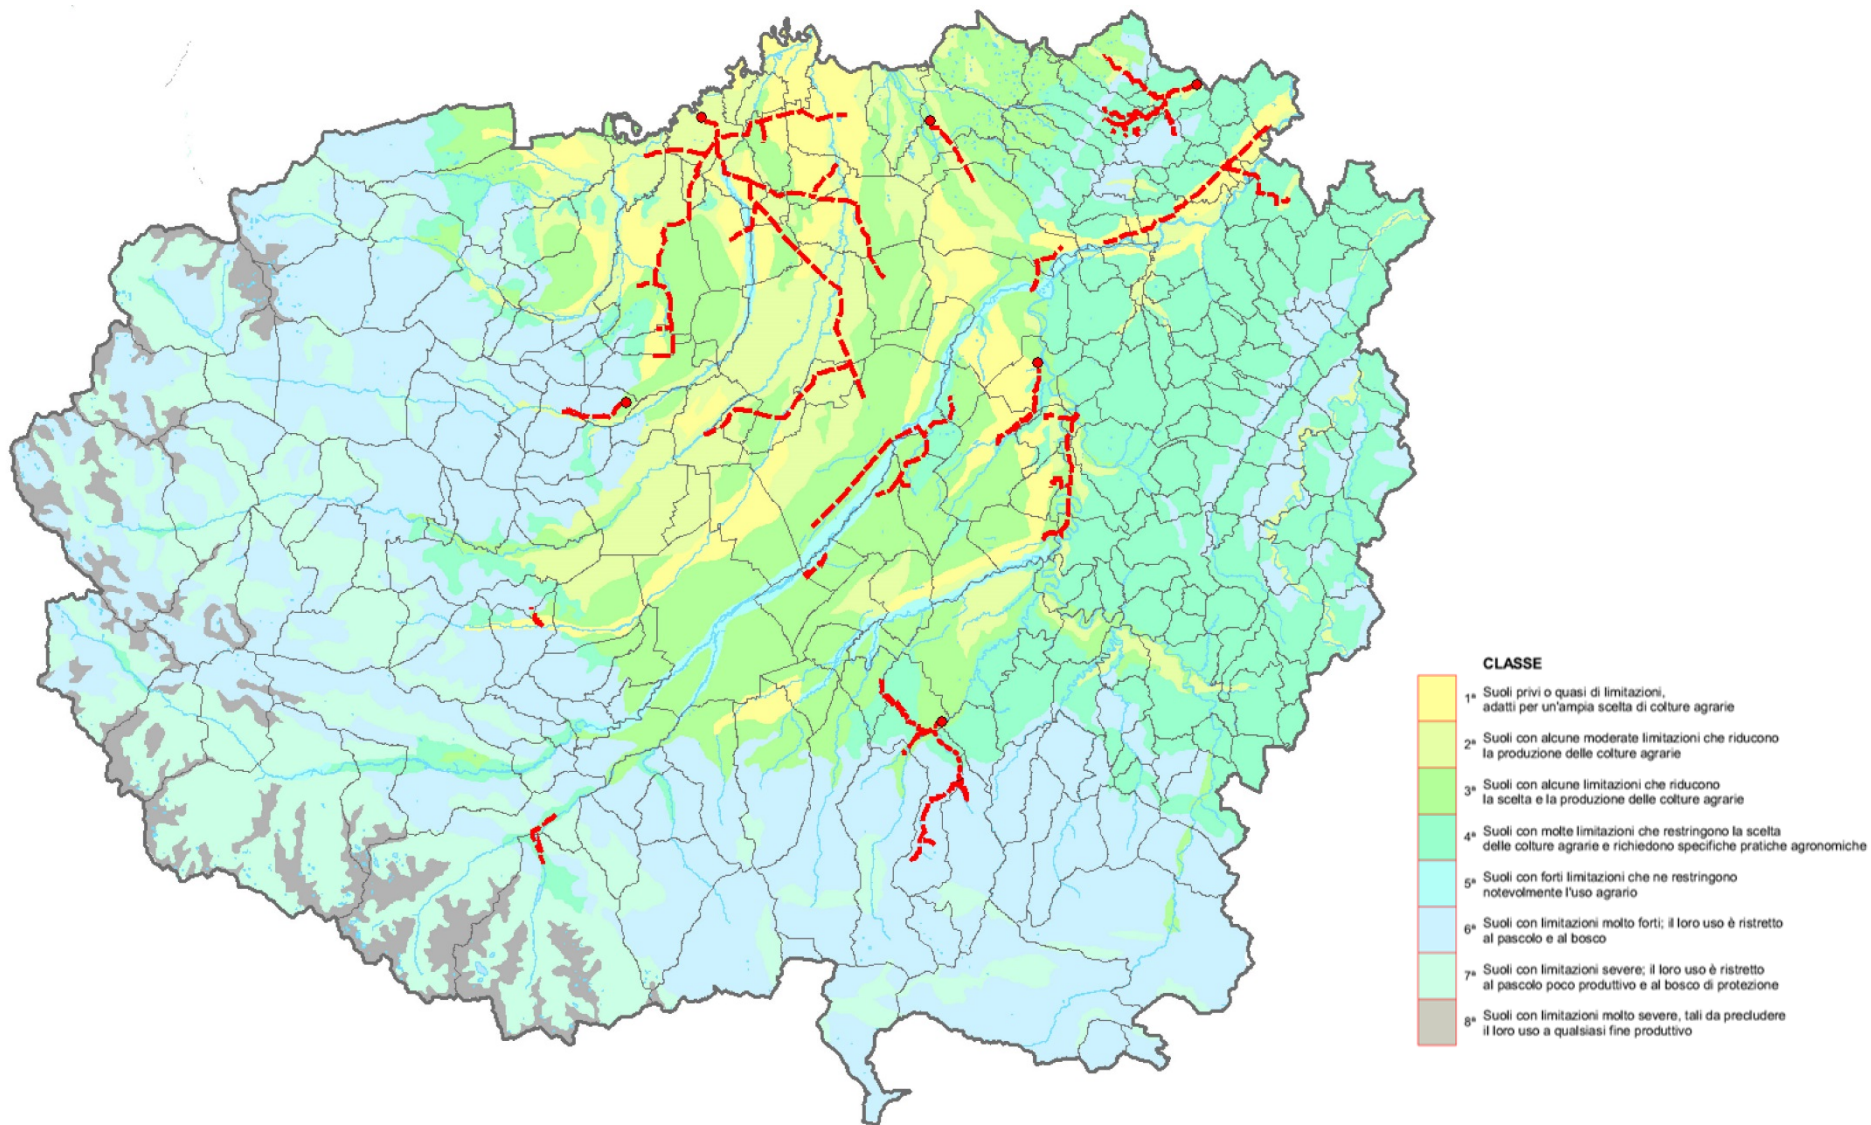 CLASSE
1ª Suoli privi o quasi di limitazioni,
adatti per un'ampia scelta di colture agrarie
2ª Suoli con alcune moderate limitazioni che riducono
la produzione delle colture agrarie
3ª Suoli con alcune limitazioni che riducono
la scelta e la produzione delle colture agrarie
4ª Suoli con molte limitazioni che restringono la scelta
delle colture agrarie e richiedono specifiche pratiche agronomiche
5ª Suoli con forti limitazioni che ne restringono
notevolmente l'uso agrario
6ª Suoli con limitazioni molto forti; il loro uso è ristretto
al pascolo e al bosco
7ª Suoli con limitazioni severe; il loro uso è ristretto
al pascolo poco produttivo e al bosco di protezione
8ª Suoli con limitazioni molto severe, tali da precludere
il loro uso a qualsiasi fine produttivo